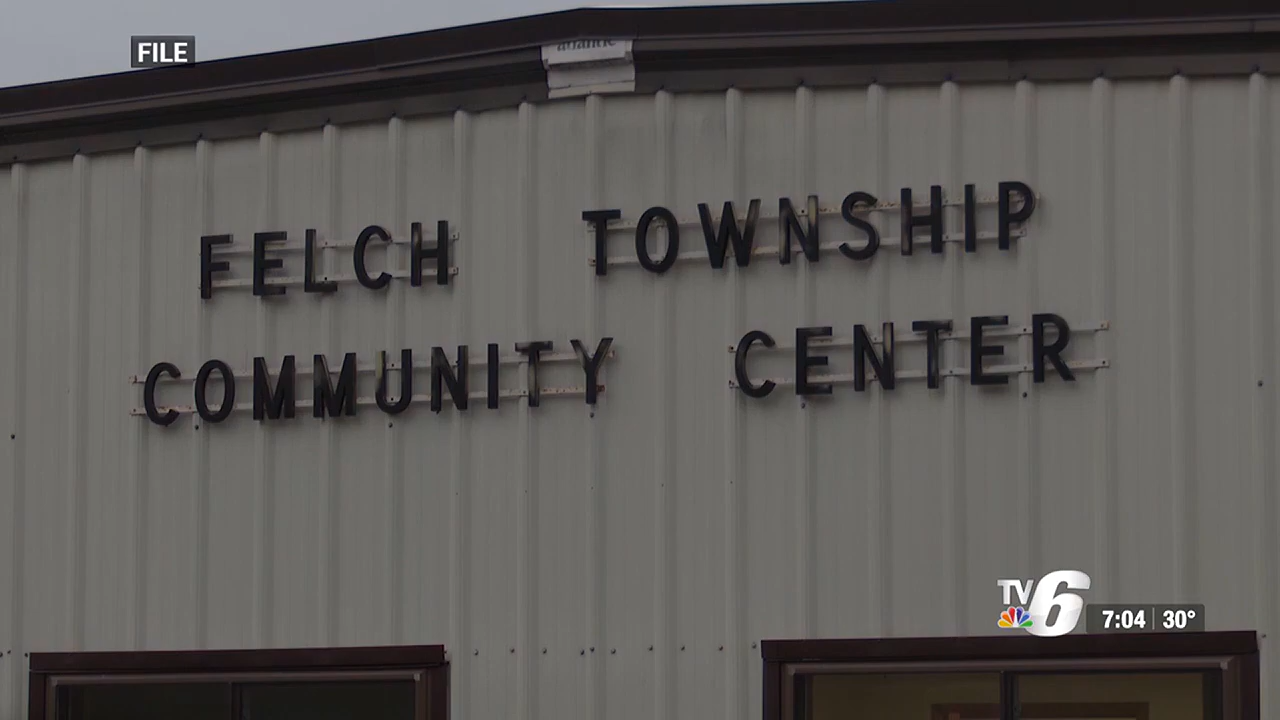 FILE
FELCH TOWNSHIP
COMMUNITY CENTER
TV6
7:04 30°